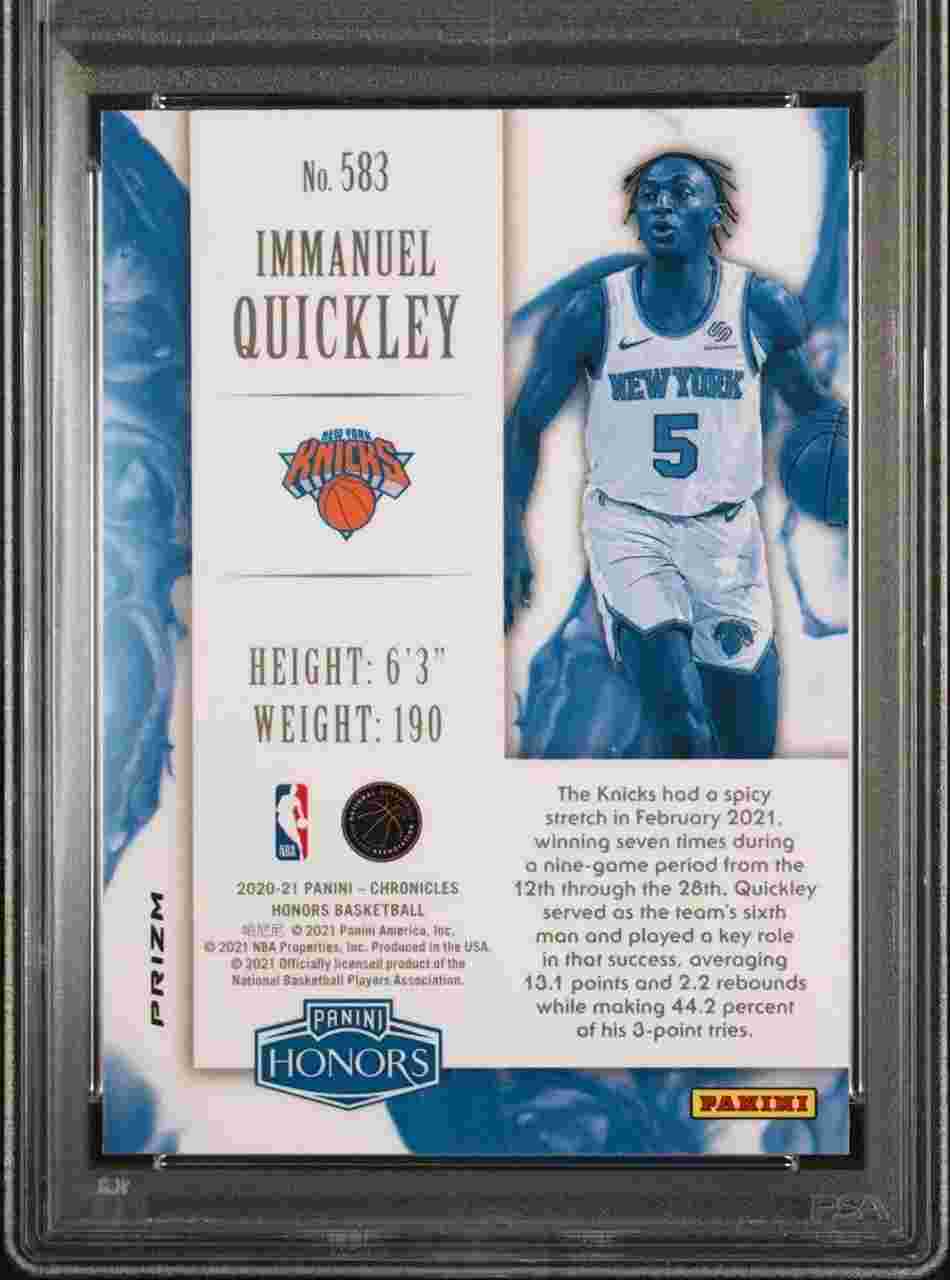 No. 583
IMMANUEL
QUICKLEY
NEW YORK
KNICKS
HEIGHT: 6'3"
WEIGHT: 190
NBA
2020-21 PANINI – CHRONICLES
HONORS BASKETBALL
© 2021 Panini America, Inc.
© 2021 NBA Properties, Inc. Produced in the USA.
© 2021 Officially licensed product of the
National Basketball Players Association.
PRIZM
PANINI
HONORS
NEW YORK
5
The Knicks had a spicy
stretch in February 2021,
winning seven times during
a nine-game period from the
12th through the 28th. Quickley
served as the team's sixth
man and played a key role
in that success, averaging
13.1 points and 2.2 rebounds
while making 44.2 percent
of his 3-point tries.
PANINI
PSA